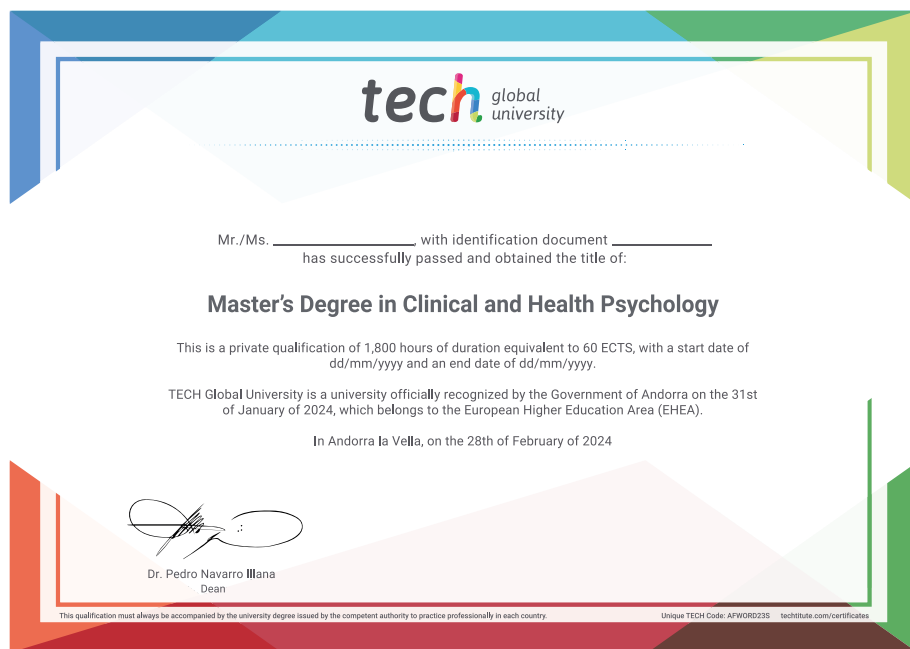 tech global university
Mr./Ms. ____________, with identification document ____________
has successfully passed and obtained the title of:
Master's Degree in Clinical and Health Psychology
This is a private qualification of 1,800 hours of duration equivalent to 60 ECTS, with a start date of
dd/mm/yyyy and an end date of dd/mm/yyyy.
TECH Global University is a university officially recognized by the Government of Andorra on the 31st
of January of 2024, which belongs to the European Higher Education Area (EHEA).
In Andorra la Vella, on the 28th of February of 2024
Dr. Pedro Navarro Illana
Dean
This qualification must always be accompanied by the university degree issued by the competent authority to practice professionally in each country. Unique TECH Code: AFWORD23S techtitute.com/certificates